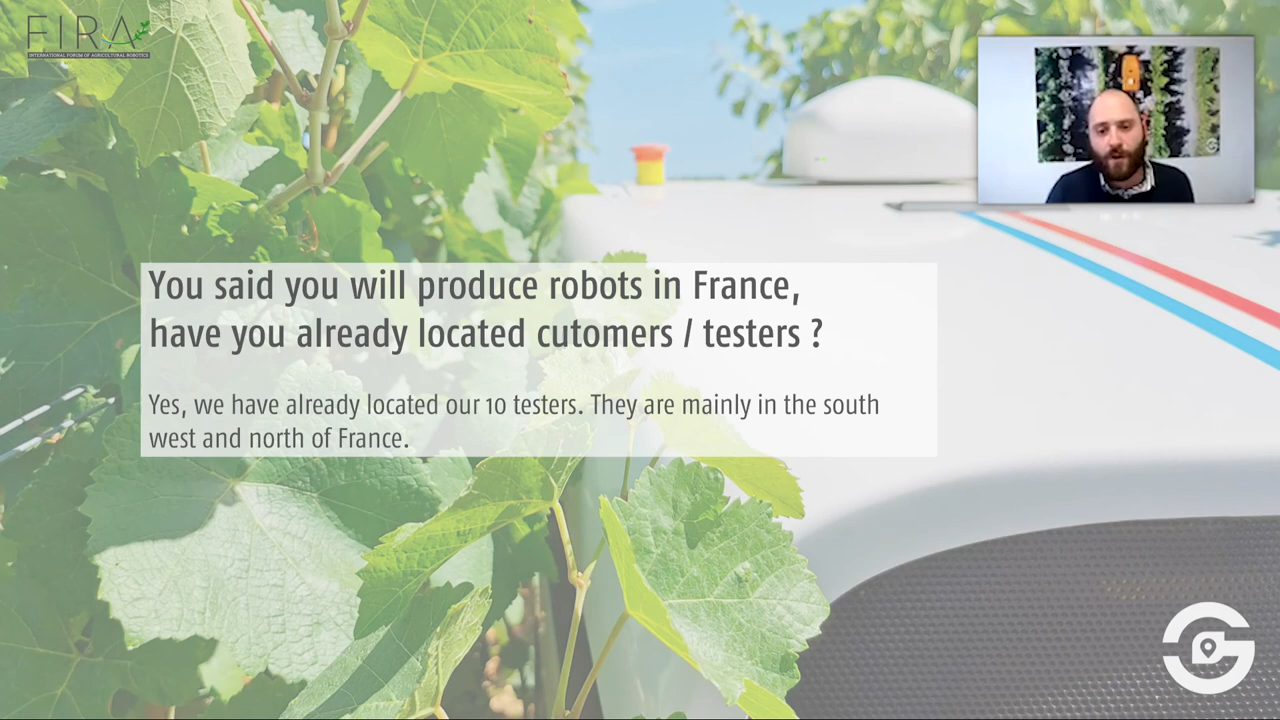 FIRA
INTERNATIONAL FORUM OF AGRICULTURAL ROBOTICS
You said you will produce robots in France,
have you already located cutomers / testers ?
Yes, we have already located our 10 testers. They are mainly in the south
west and north of France.